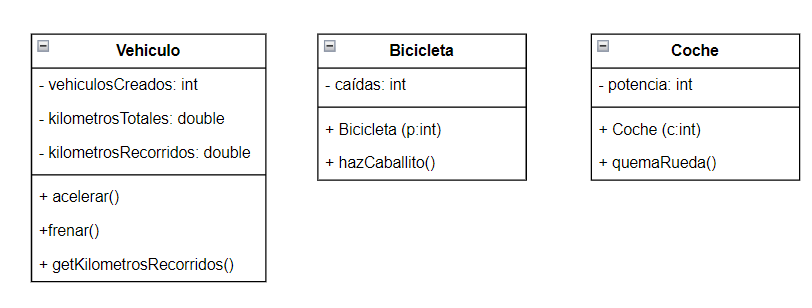 Vehiculo
- vehiculosCreados: int
- kilometrosTotales: double
- kilometrosRecorridos: double
+ acelerar()
+frenar()
+ getKilometrosRecorridos()
Bicicleta
- caídas: int
+ Bicicleta (p:int)
+ hazCaballito()
Coche
- potencia: int
+ Coche (c:int)
+ quemaRueda()